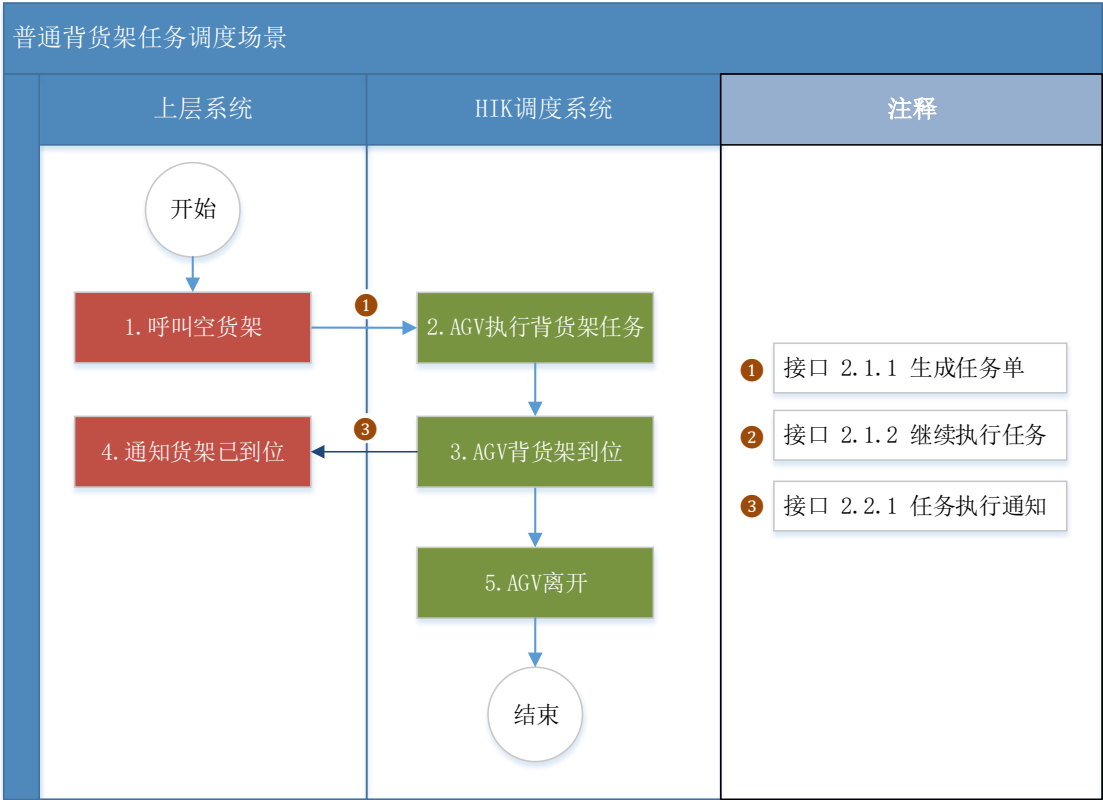 普通背货架任务调度场景
上层系统
HIK调度系统
注释
开始
1
1.呼叫空货架
2.AGV执行背货架任务
1 接口 2.1.1 生成任务单
3
4.通知货架已到位
3.AGV背货架到位
2 接口 2.1.2 继续执行任务
3 接口 2.2.1 任务执行通知
5.AGV离开
结束